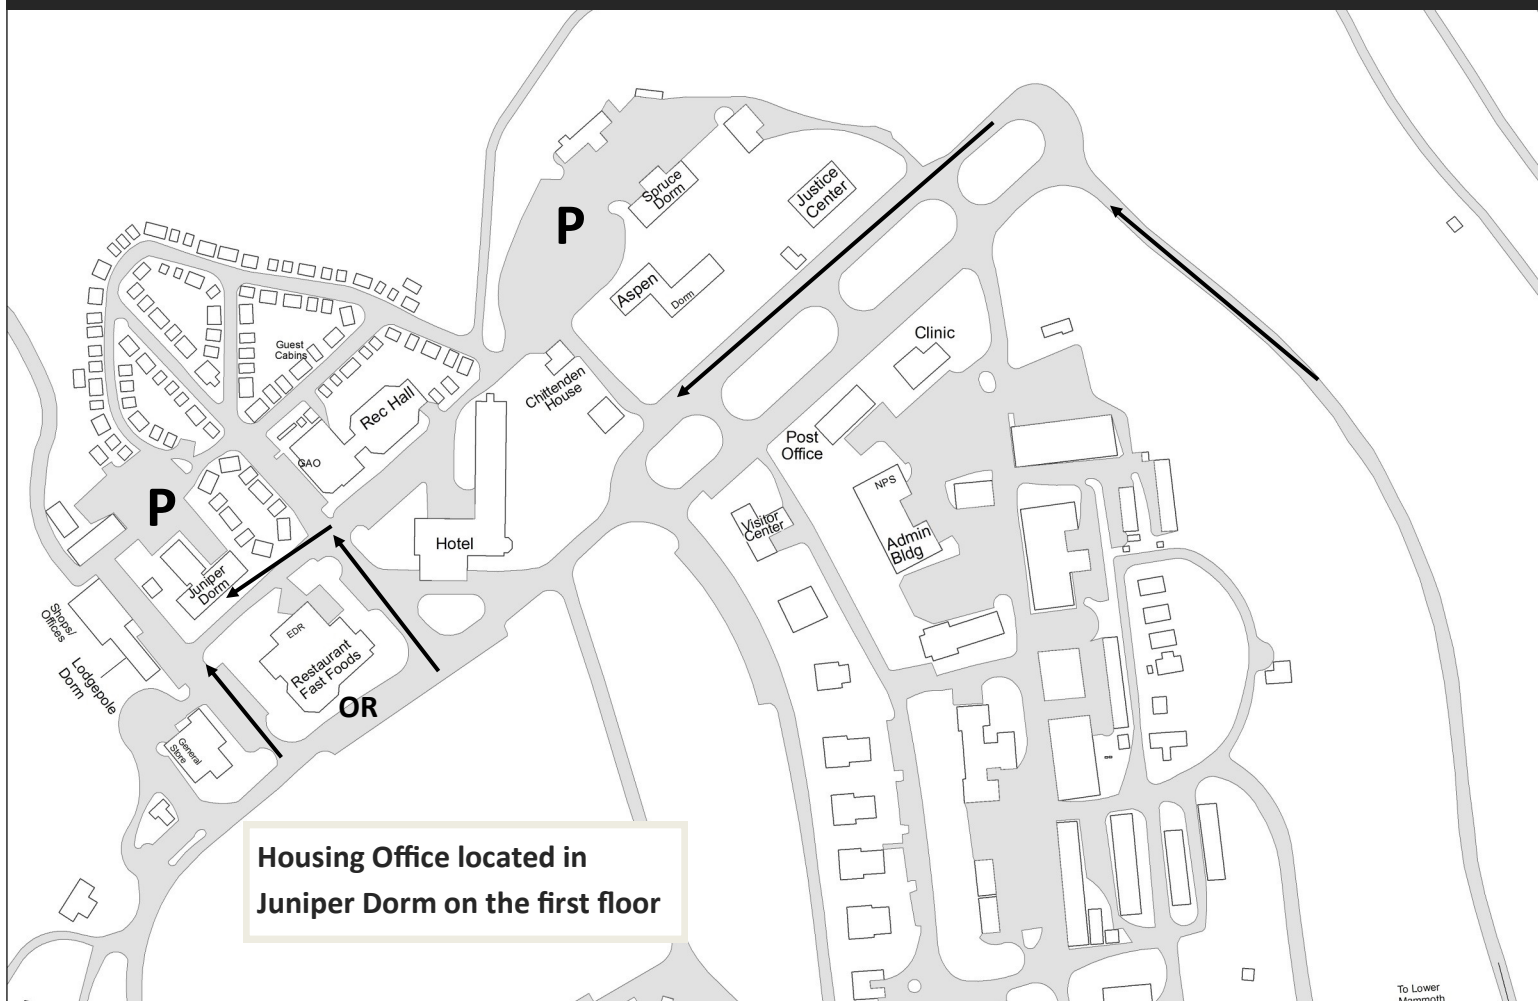 Spruce
Dorm
Justice
Center
P
Aspen
Dorm
Guest
Cabins
Clinic
Chittenden
House
Rec Hall
Post
Office
GAO
NPS
P
Visitor
Center
Admin
Bldg
Hotel
Juniper
Dorm
Shops/
Offices
EDR
Restaurant
Fast Foods
Lodgepole
Dorm
OR
General
Store
Housing Office located in
Juniper Dorm on the first floor
To Lower
Mammoth